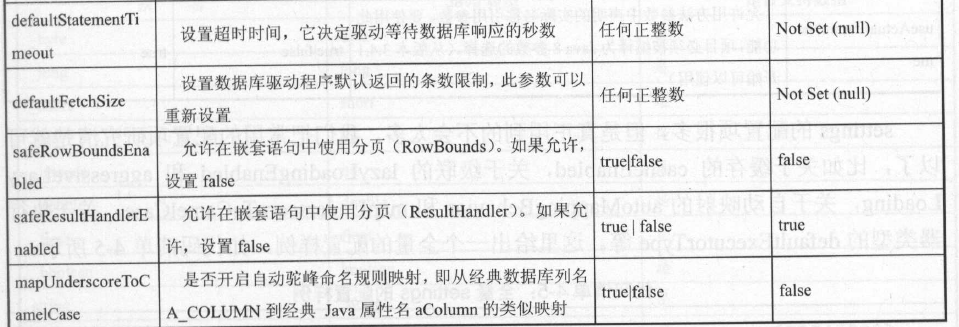 defaultStatementTi
meout
设置超时时间，它决定驱动等待数据库响应的秒数
任何正整数
Not Set (null)
defaultFetchSize
设置数据库驱动程序默认返回的条数限制，此参数可以
重新设置
任何正整数
Not Set (null)
safeRowBoundsEna
bled
允许在嵌套语句中使用分页（RowBounds）。如果允许，
设置 false
true|false
false
safeResultHandlerE
nabled
允许在嵌套语句中使用分页（ResultHandler）。如果允
许，设置 false
true | false
true
mapUnderscoreToC
amelCase
是否开启自动驼峰命名规则映射，即从经典数据库列名
A_COLUMN 到经典 Java 属性名 aColumn 的类似映射
true|false
false